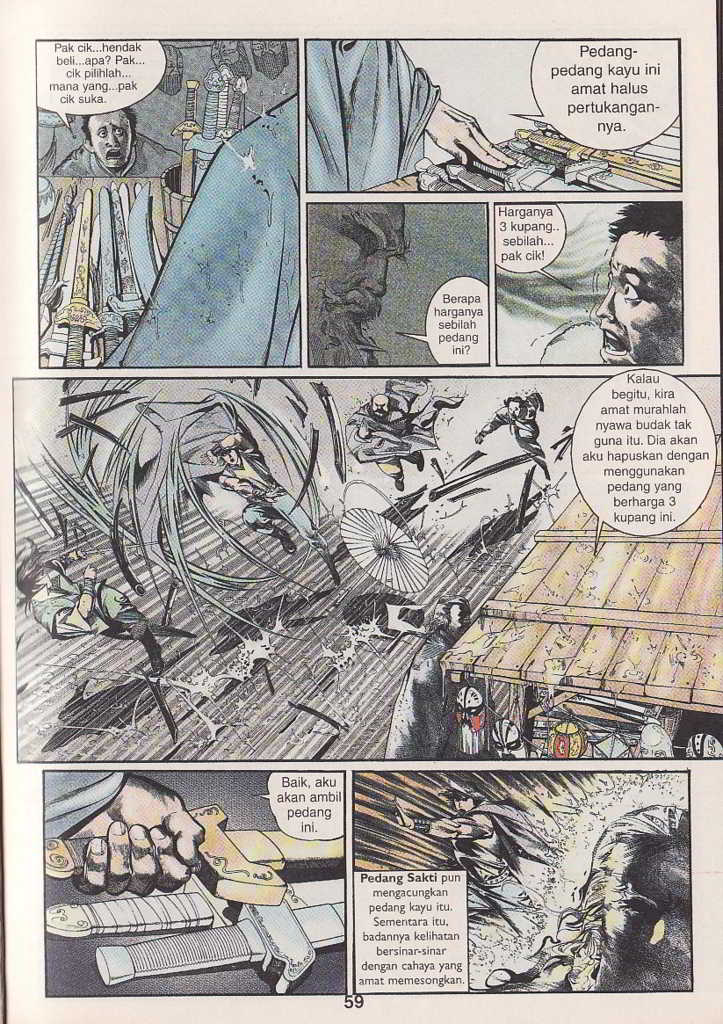 Pak cik...hendak
beli...apa? Pak...
cik pilihlah...
mana yang...pak
cik suka.
Pedang-
pedang kayu ini
amat halus
pertukangan-
nya.
Berapa
harganya
sebilah
pedang
ini?
Harganya
3 kupang..
sebilah...
pak cik!
Kalau
begitu, kira
amat murahlah
nyawa budak tak
guna itu. Dia akan
aku hapuskan dengan
menggunakan
pedang yang
berharga 3
kupang ini.
Baik, aku
akan ambil
pedang
ini.
Pedang Sakti pun
mengacungkan
pedang kayu itu.
Sementara itu,
badannya kelihatan
bersinar-sinar
dengan cahaya yang
amat memesongkan.
59